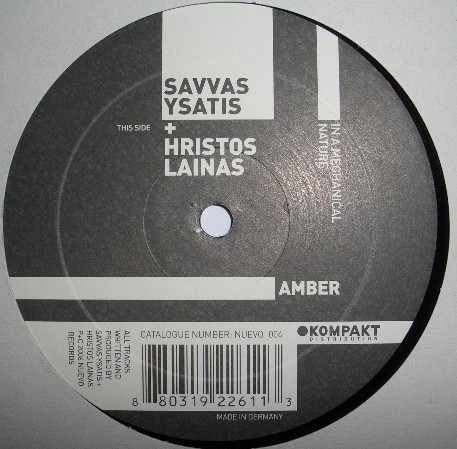 SAVVAS
YSATIS
THIS SIDE
+
HRISTOS
LAINAS
IN A MECHANICAL
NATURE
AMBER
KOMPAKT
DISTRIBUTION
CATALOGUE NUMBER: NUEVO_004
ALL TRACKS
WRITTEN AND
PRODUCED BY
SAVVAS YSATIS +
HRISTOS LAINAS
P+C 2006 NUEVO
RECORDS
8 80319 22611 3
MADE IN GERMANY